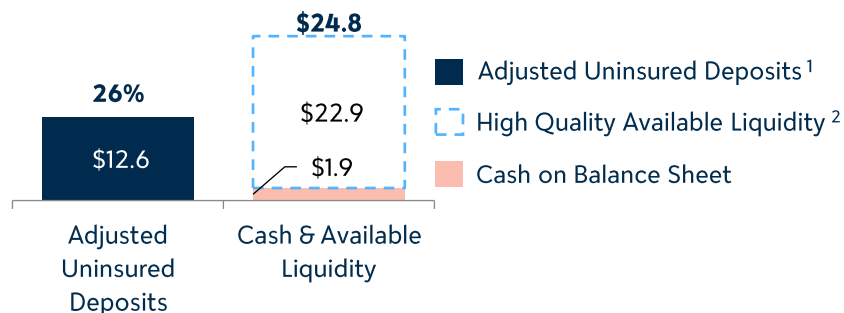 $24.8
26%
$22.9
$12.6
$1.9
Adjusted
Uninsured
Deposits
Cash & Available
Liquidity
Adjusted Uninsured Deposits 1
High Quality Available Liquidity 2
Cash on Balance Sheet